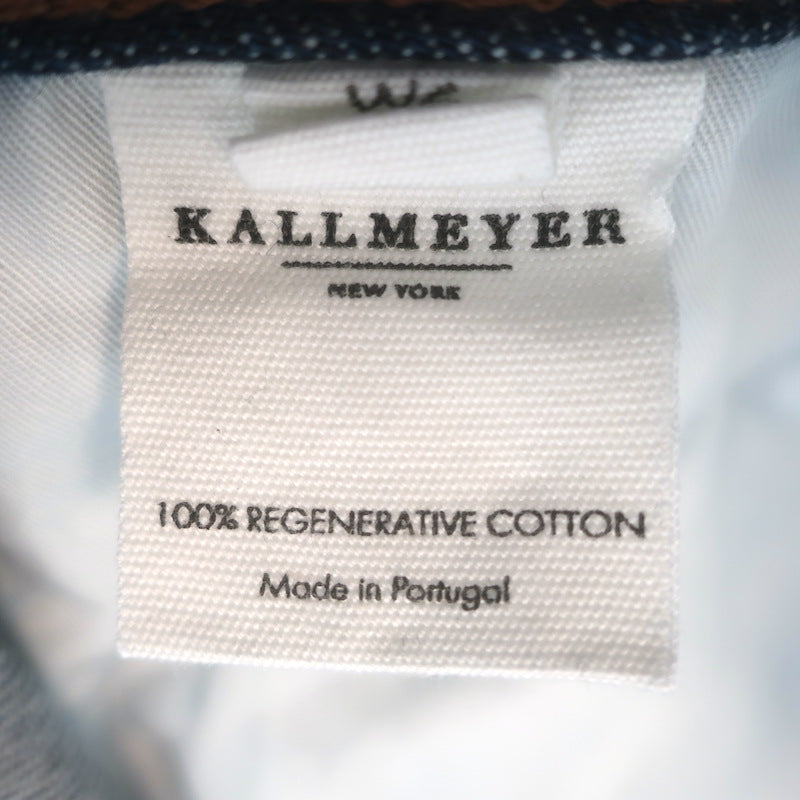 KALLMEYER
NEW YORK
100% REGENERATIVE COTTON
Made in Portugal